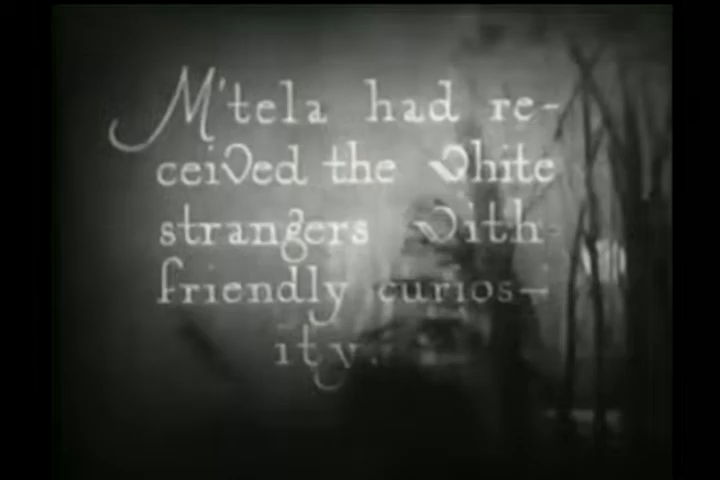 M'tela had re-
ceived the white
strangers with
friendly curios-
ity.